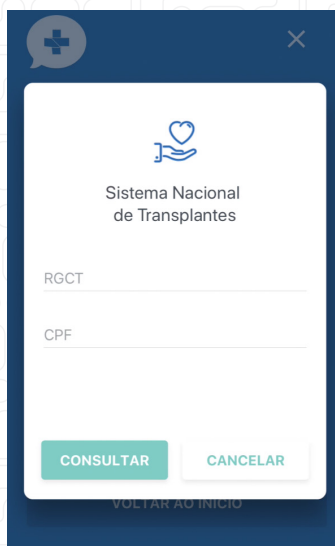 Sistema Nacional
de Transplantes
RGCT
CPF
CONSULTAR
CANCELAR
VOLTAR AO INÍCIO